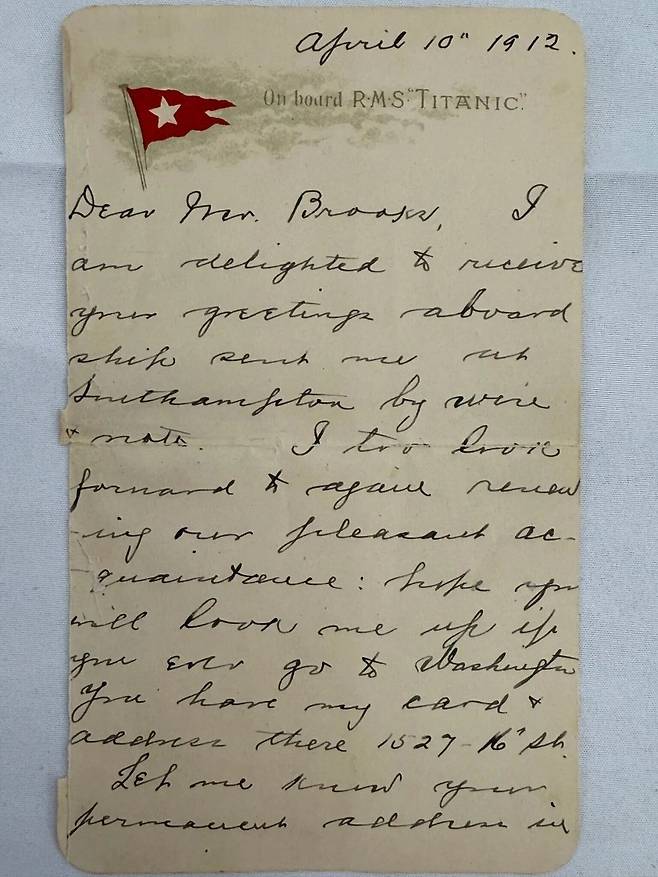 April 10" 1912.
On board R·M·S "TITANIC".
Dear Mr. Brooks, I
am delighted to receive
your greetings aboard
ship sent me at
Southampton by wire
& note. I too look
forward to again renew
-ing our pleasant ac-
quaintance: hope you
will look me up if
you ever go to Washington
You have my card &
address there 1527-16" St.
Let me know your
permanent address in